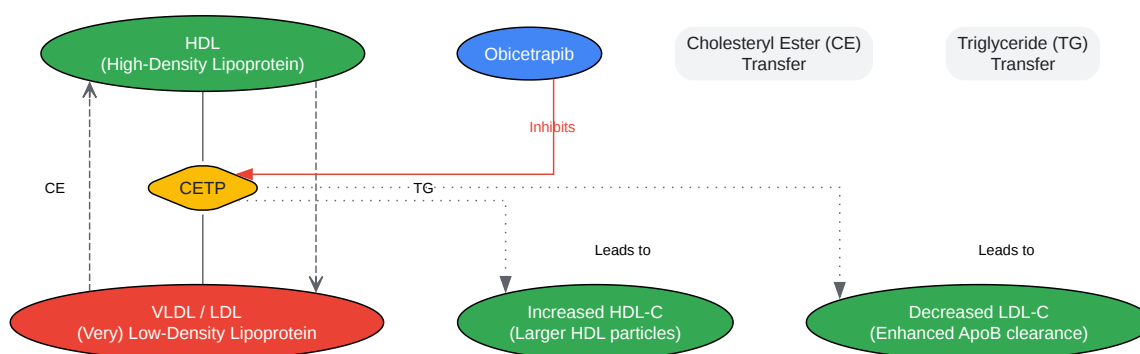 HDL
(High-Density Lipoprotein)
Obicetrapib
Cholesteryl Ester (CE)
Transfer
Triglyceride (TG)
Transfer
Inhibits
CE
CETP
TG
Leads to
Leads to
VLDL / LDL
(Very) Low-Density Lipoprotein
Increased HDL-C
(Larger HDL particles)
Decreased LDL-C
(Enhanced ApoB clearance)